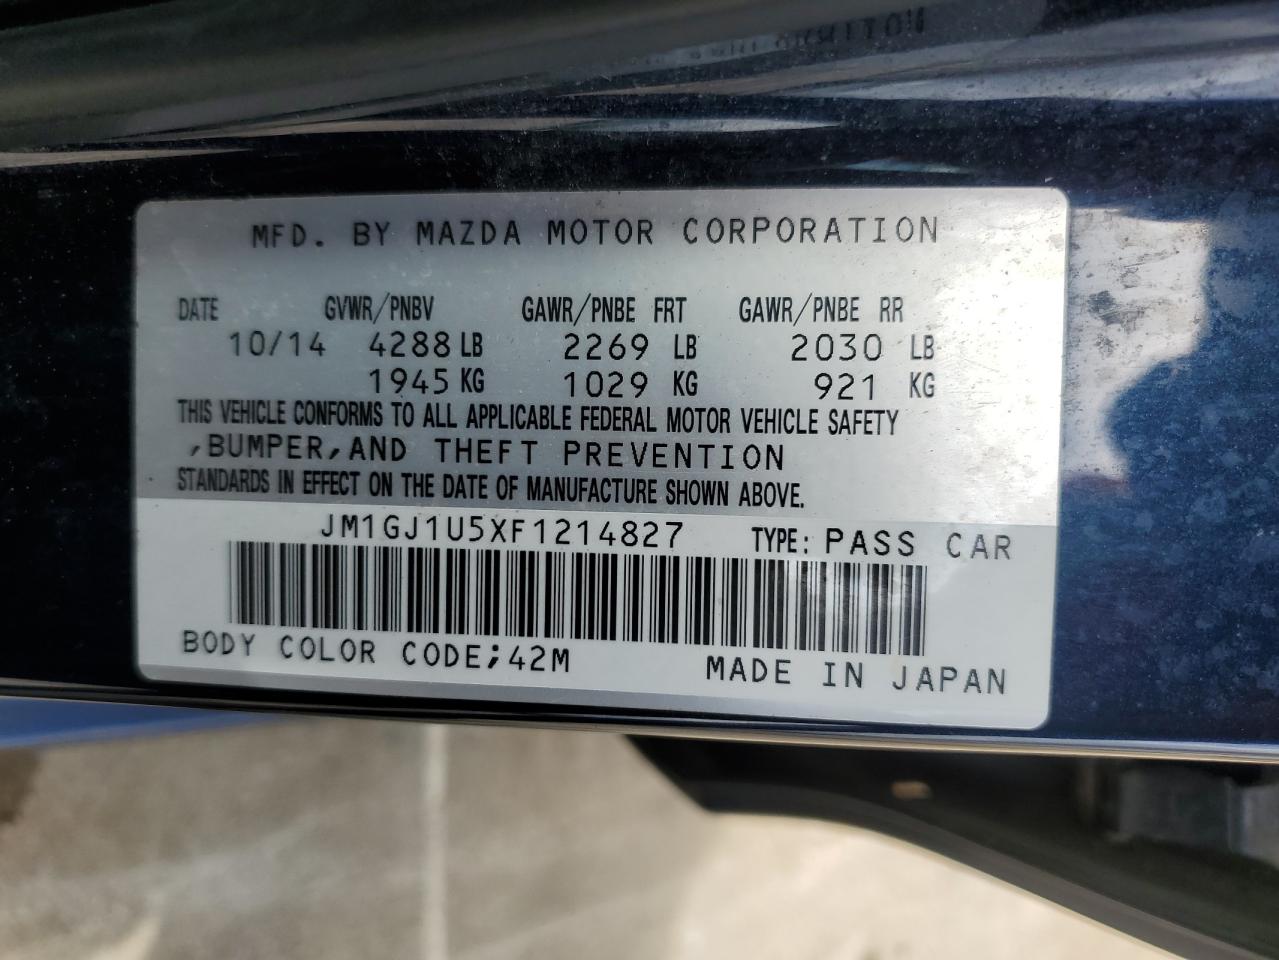 MFD. BY MAZDA MOTOR CORPORATION
DATE GVWR/PNBV GAWR/PNBE FRT GAWR/PNBE RR
10/14 4288 LB 2269 LB 2030 LB
1945 KG 1029 KG 921 KG
THIS VEHICLE CONFORMS TO ALL APPLICABLE FEDERAL MOTOR VEHICLE SAFETY
,BUMPER,AND THEFT PREVENTION
STANDARDS IN EFFECT ON THE DATE OF MANUFACTURE SHOWN ABOVE.
JM1GJ1U5XF1214827 TYPE: PASS CAR
BODY COLOR CODE;42M MADE IN JAPAN